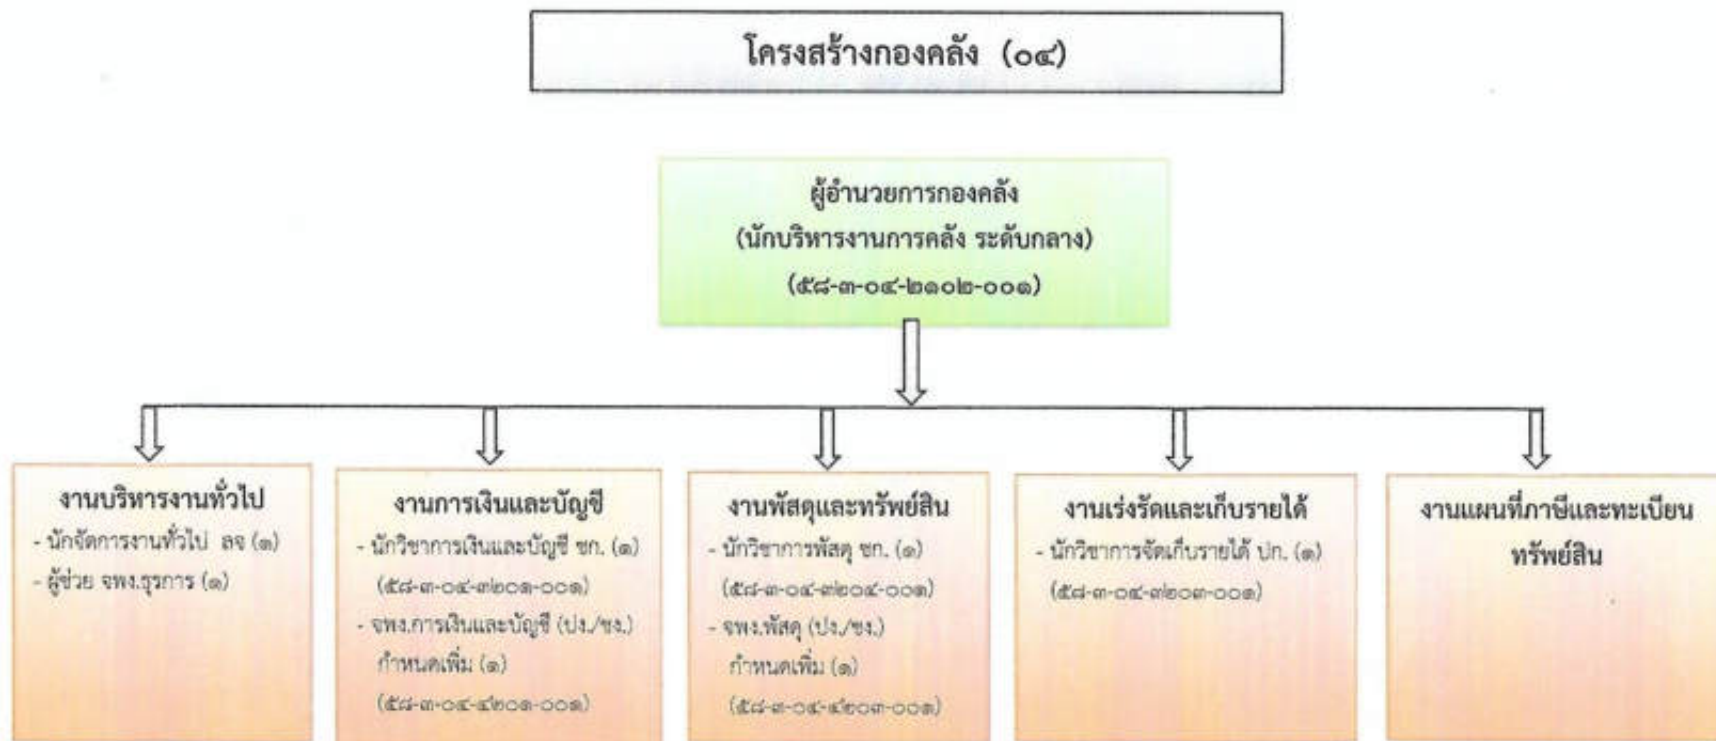 โครงสร้างกองคลัง (๐๔)
ผู้อำนวยการกองคลัง
(นักบริหารงานการคลัง ระดับกลาง)
(๕๘-๓-๐๔-๒๑๐๒-๐๐๑)
งานบริหารงานทั่วไป
- นักจัดการงานทั่วไป ลจ (๑)
- ผู้ช่วย จพง.ธุรการ (๑)
งานการเงินและบัญชี
- นักวิชาการเงินและบัญชี ชก. (๑)
(๕๘-๓-๐๔-๓๒๐๑-๐๐๑)
- จพง.การเงินและบัญชี (ปง./ชง.)
กำหนดเพิ่ม (๑)
(๕๘-๓-๐๔-๔๒๐๑-๐๐๑)
งานพัสดุและทรัพย์สิน
- นักวิชาการพัสดุ ชก. (๑)
(๕๘-๓-๐๔-๓๒๐๔-๐๐๑)
- จพง.พัสดุ (ปง./ชง.)
กำหนดเพิ่ม (๑)
(๕๘-๓-๐๔-๔๒๐๓-๐๐๑)
งานเร่งรัดและเก็บรายได้
- นักวิชาการจัดเก็บรายได้ ปก. (๑)
(๕๘-๓-๐๔-๓๒๐๓-๐๐๑)
งานแผนที่ภาษีและทะเบียน
ทรัพย์สิน